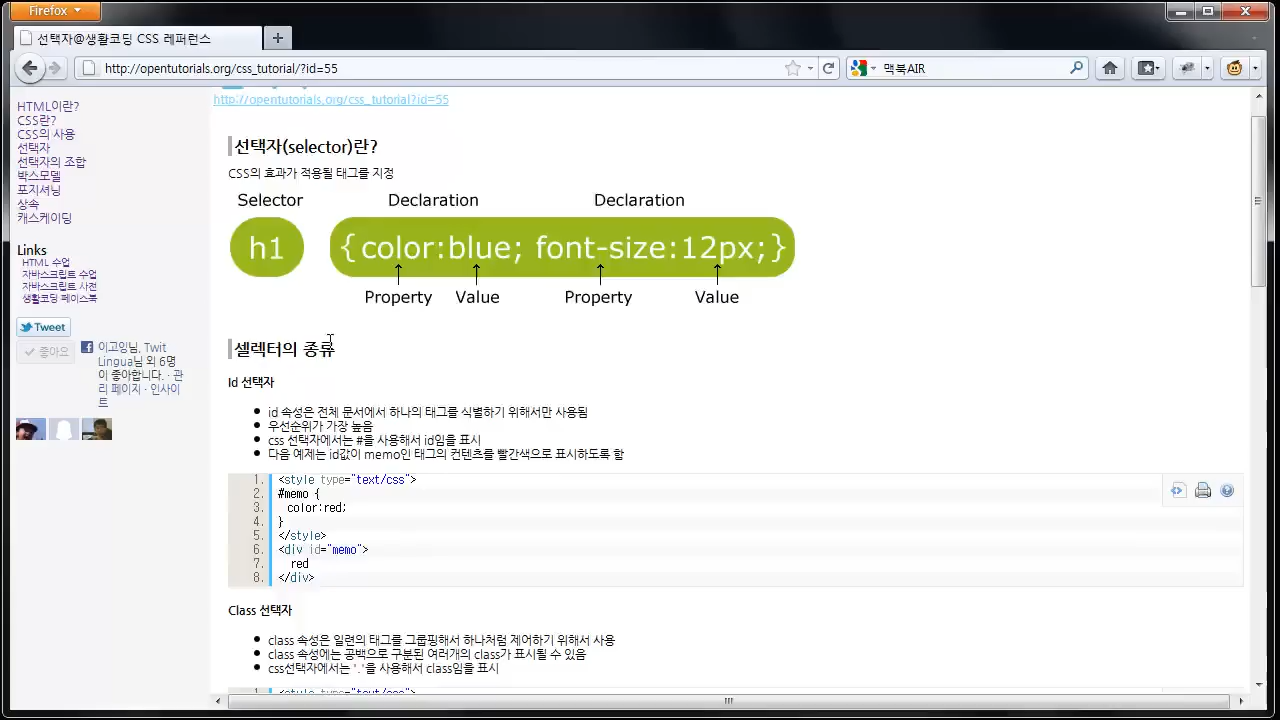 Firefox
선택자@생활코딩 CSS 레퍼런스
http://opentutorials.org/css_tutorial/?id=55
맥북AIR
HTML이란?
CSS란?
CSS의 사용
선택자
선택자의 조합
박스모델
포지셔닝
상속
캐스케이딩
Links
HTML 수업
자바스크립트 수업
자바스크립트 사전
생활코딩 페이스북
Tweet
좋아요
이고잉님, Twit
Lingua님 외 6명
이 좋아합니다. · 관
리 페이지 · 인사이
트
http://opentutorials.org/css_tutorial?id=55
선택자(selector)란?
CSS의 효과가 적용될 태그를 지정
Selector Declaration Declaration
h1 {color:blue; font-size:12px;}
Property Value Property Value
셀렉터의 종류
Id 선택자
id 속성은 전체 문서에서 하나의 태그를 식별하기 위해서만 사용됨
우선순위가 가장 높음
css 선택자에서는 #을 사용해서 id임을 표시
다음 예제는 id값이 memo인 태그의 컨텐츠를 빨간색으로 표시하도록 함
1. <style type="text/css">
2. #memo {
3. color:red;
4. }
5. </style>
6. <div id="memo">
7. red
8. </div>
Class 선택자
class 속성은 일련의 태그를 그룹핑해서 하나처럼 제어하기 위해서 사용
class 속성에는 공백으로 구분된 여러개의 class가 표시될 수 있음
css선택자에서는 '.'을 사용해서 class임을 표시
1. <style type="text/css">